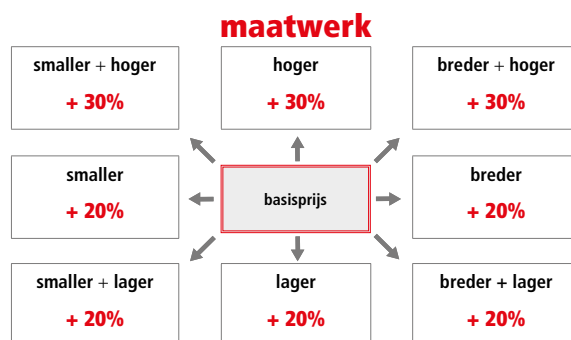 maatwerk
smaller + hoger
+ 30%
hoger
+ 30%
breder + hoger
+ 30%
smaller
+ 20%
basisprijs
breder
+ 20%
smaller + lager
+ 20%
lager
+ 20%
breder + lager
+ 20%